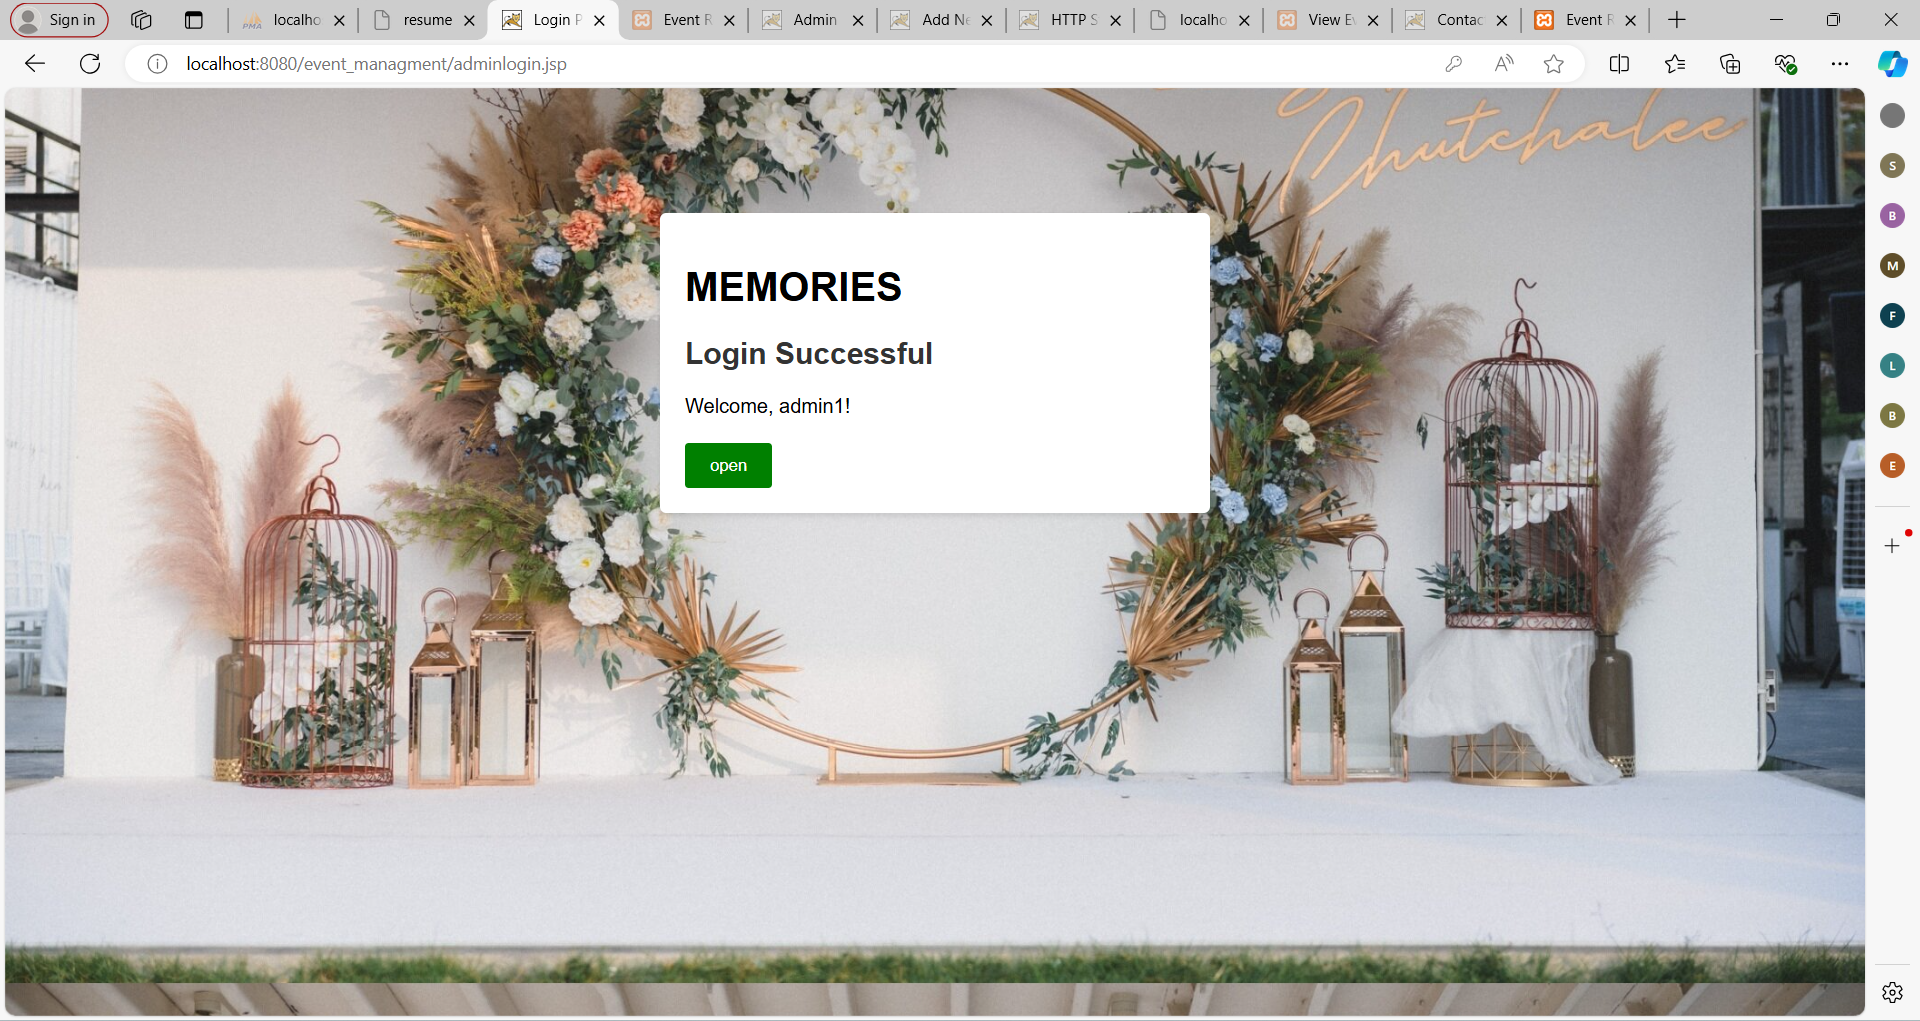 Sign in
localho
resume
Login P
Event R
Admin
Add Ne
HTTP S
localho
View Ev
Contac
Event R
localhost:8080/event_managment/adminlogin.jsp
Chutchalee
MEMORIES
Login Successful
Welcome, admin1!
open
S
B
M
F
L
B
E